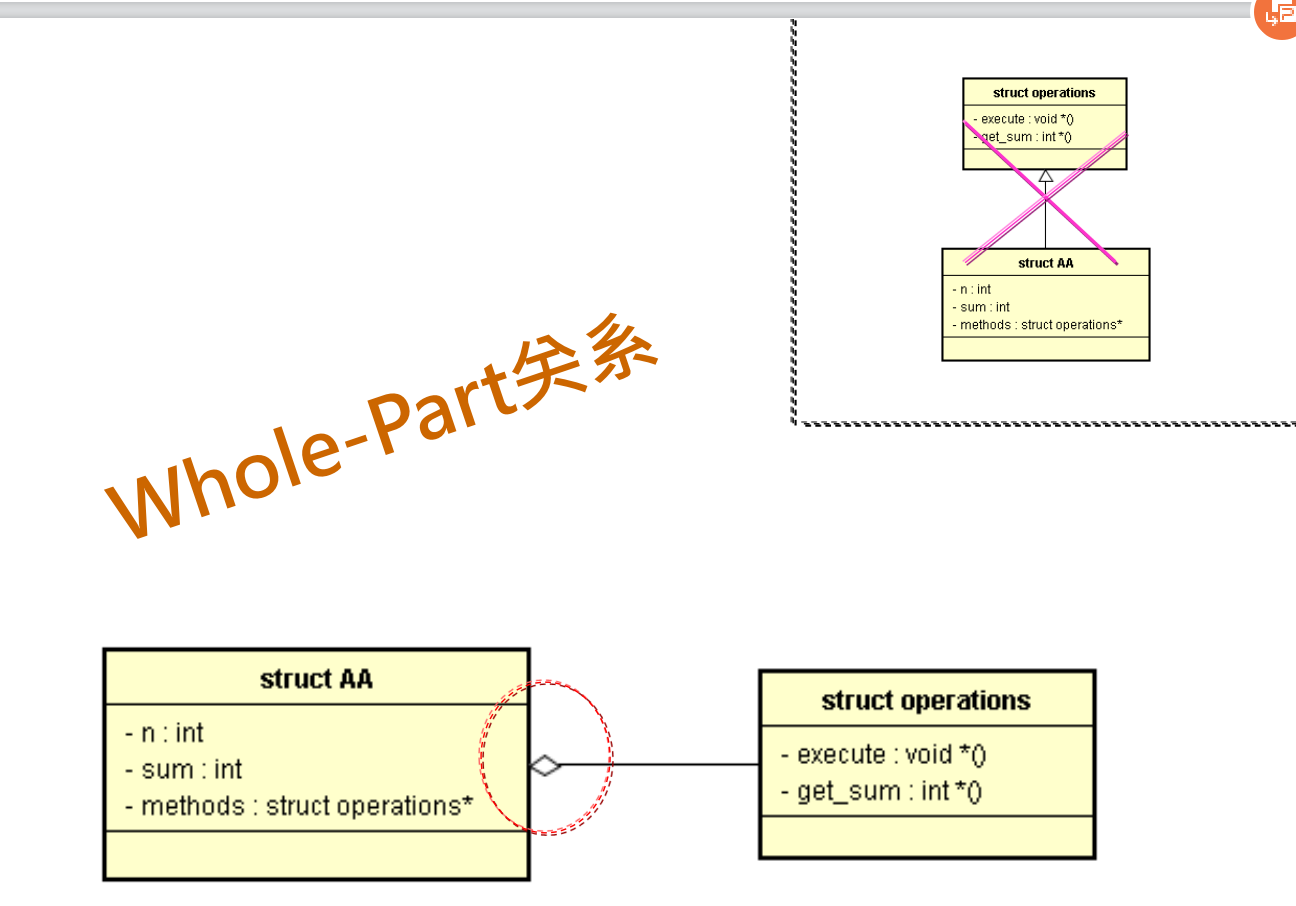 struct operations
- execute : void *()
- get_sum : int *()
struct AA
- n : int
- sum : int
- methods : struct operations*
Whole-Part关系
struct AA
- n : int
- sum : int
- methods : struct operations*
struct operations
- execute : void *()
- get_sum : int *()